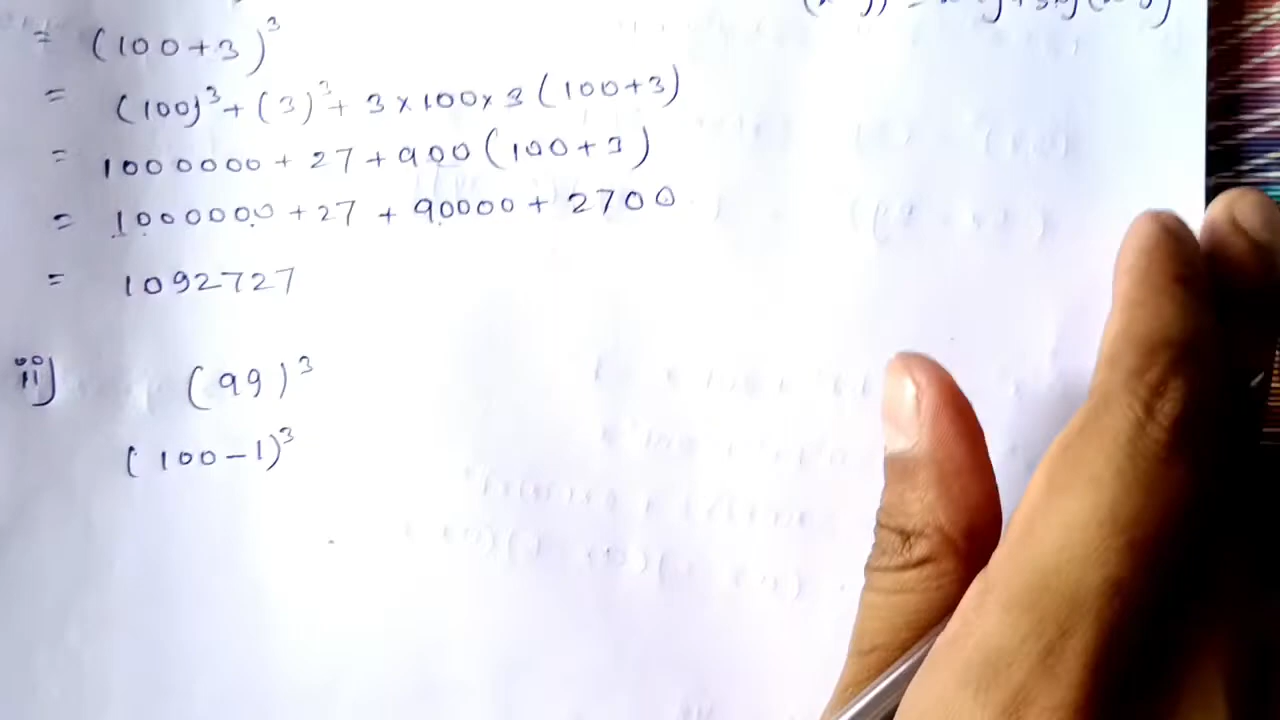 = (100+3)³
= (100)³ + (3)³ + 3×100×3 (100+3)
= 1000000 + 27 + 900 (100+3)
= 1000000 + 27 + 90000 + 2700
= 1092727
ii) (99)³
(100-1)³